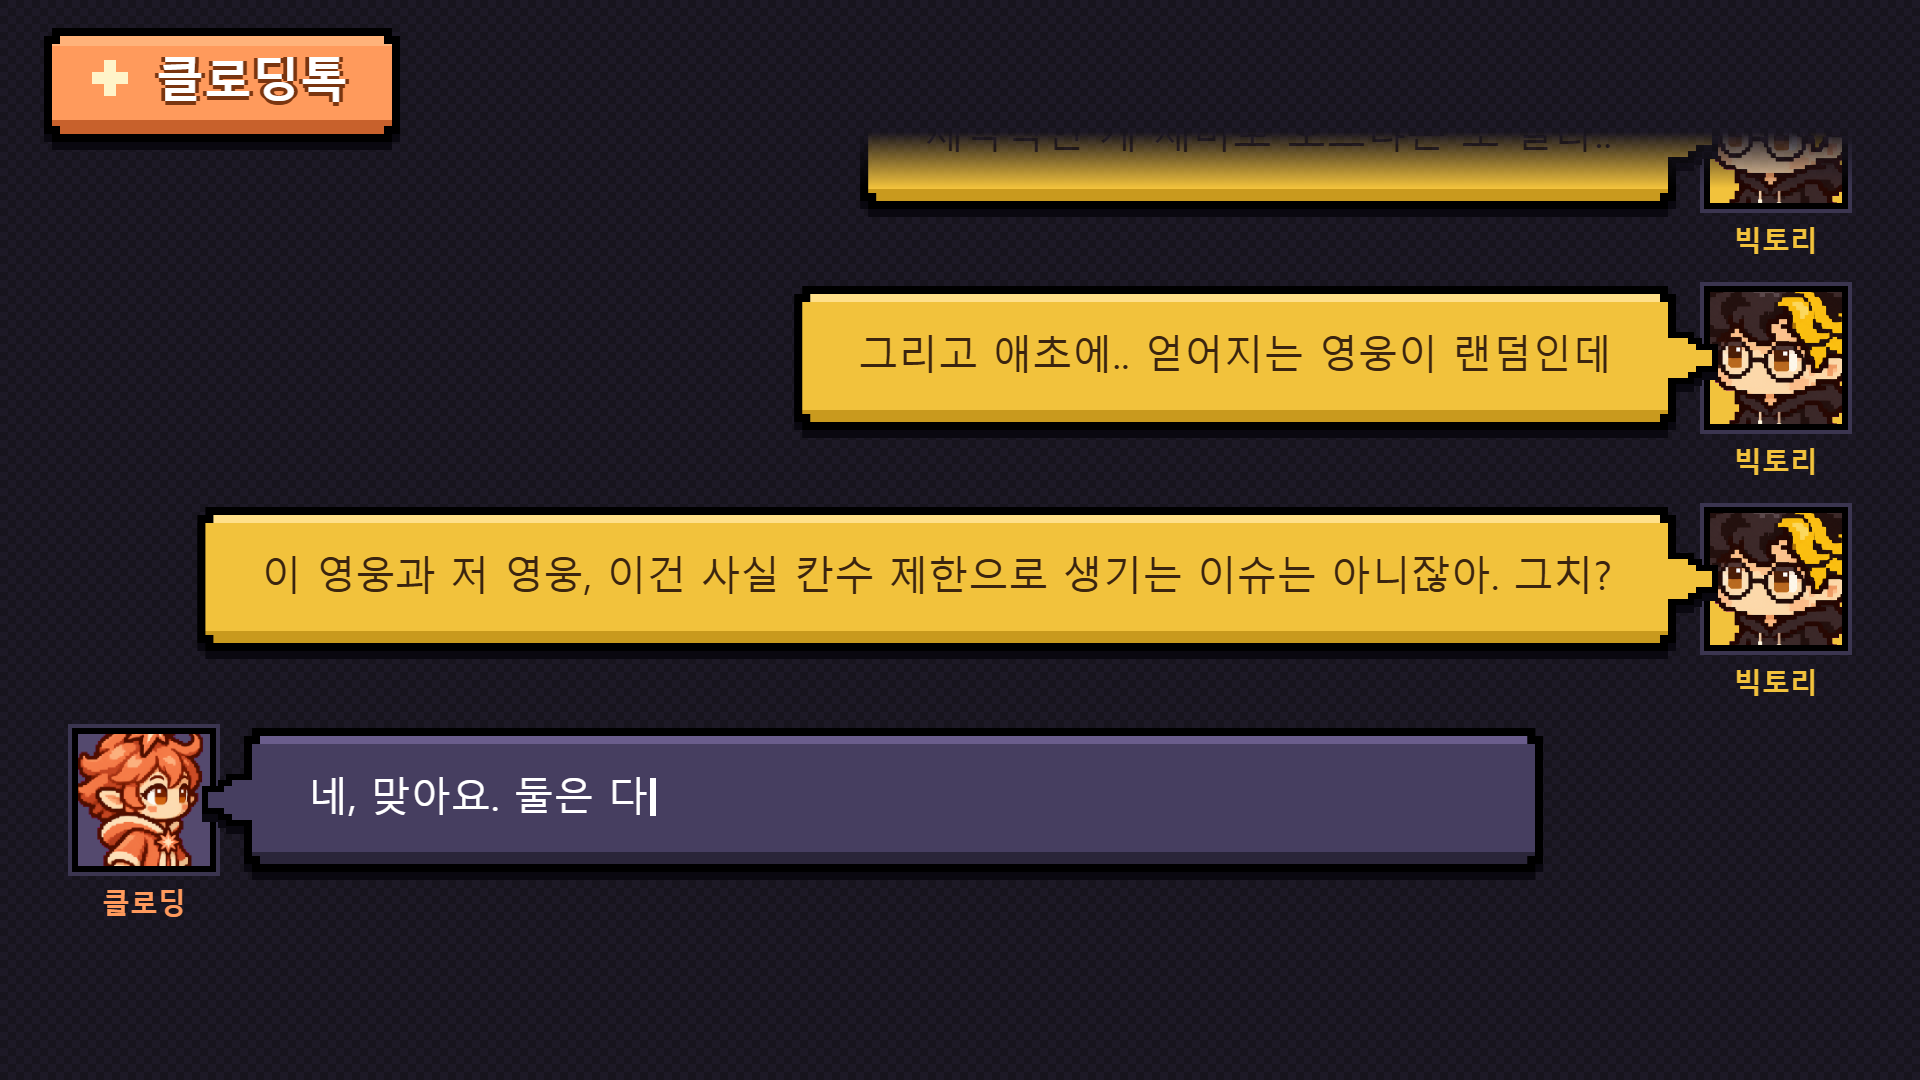 클로딩톡
빅토리
그리고 애초에.. 얻어지는 영웅이 랜덤인데
빅토리
이 영웅과 저 영웅, 이건 사실 칸수 제한으로 생기는 이슈는 아니잖아. 그치?
빅토리
네, 맞아요. 둘은 다
클로딩